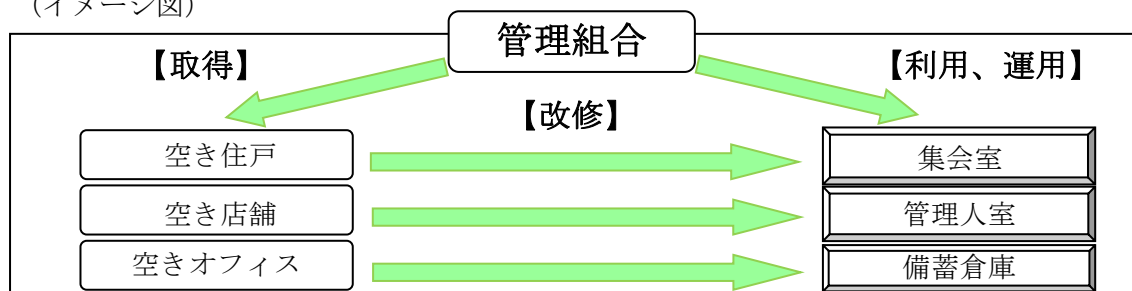 （イメージ図）
管理組合
【取得】
【利用、運用】
【改修】
空き住戸
集会室
空き店舗
管理人室
空きオフィス
備蓄倉庫